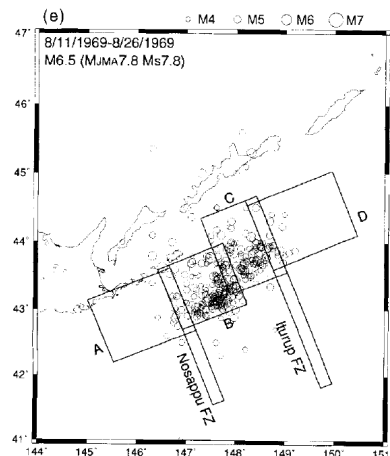 (e)
M4 M5 M6 M7
47°
8/11/1969-8/26/1969
M6.5 (MJMA7.8 MS7.8)
46°
45°
C
D
44°
43°
A
B
Nosappu FZ
Iturup FZ
42°
41°
144° 145° 146° 147° 148° 149° 150° 151°